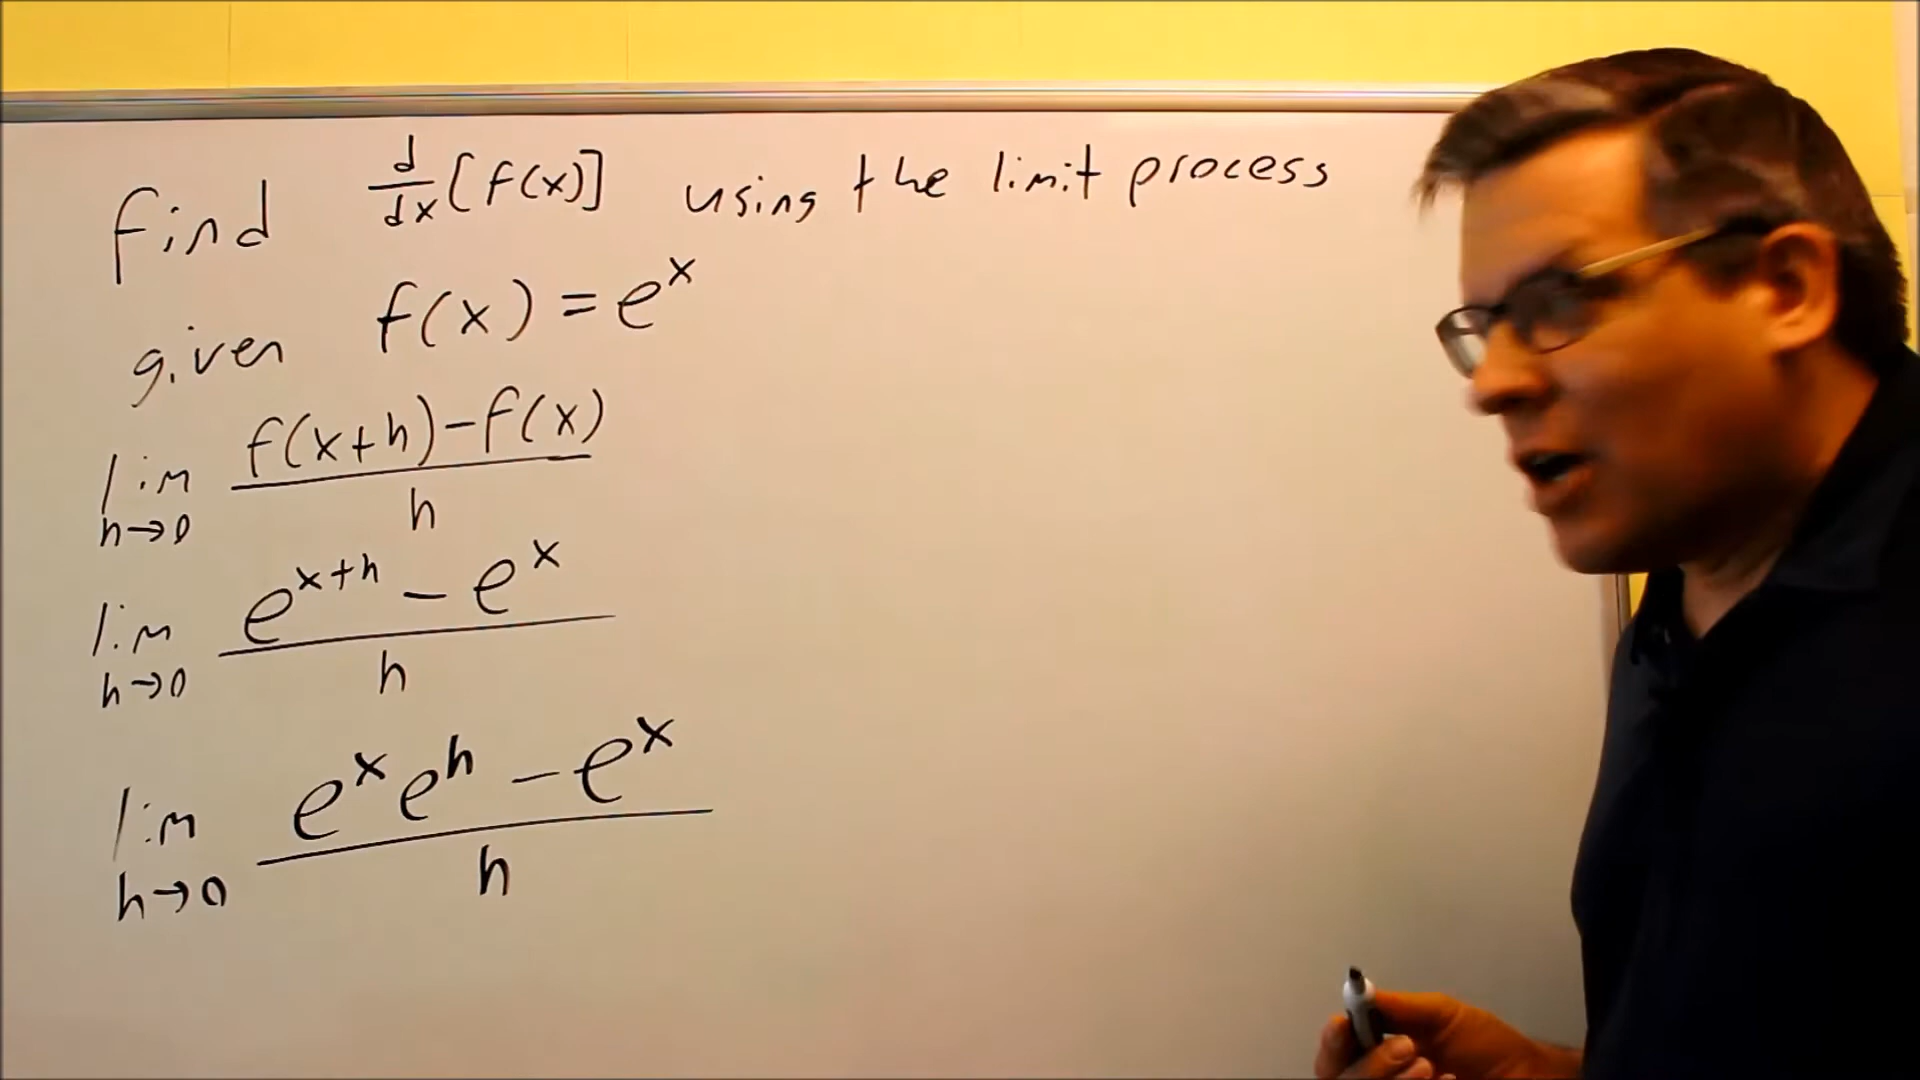 find d/dx [f(x)] using the limit process
given f(x) = e^x
lim h→0 f(x+h)-f(x) / h
lim h→0 e^(x+h) - e^x / h
lim h→0 e^x e^h - e^x / h